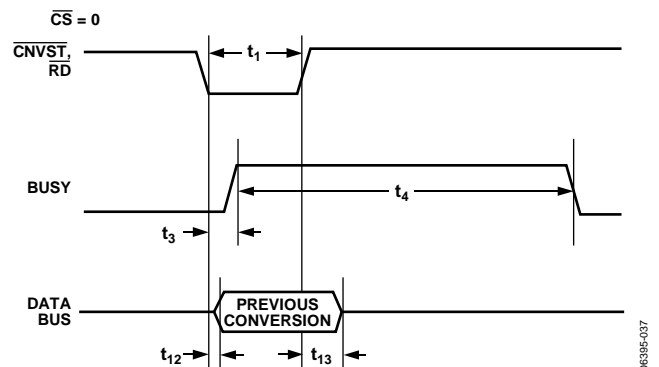 CS = 0
CNVST,
RD
t1
BUSY
t4
t3
DATA
BUS
PREVIOUS
CONVERSION
t12
t13
06395-037